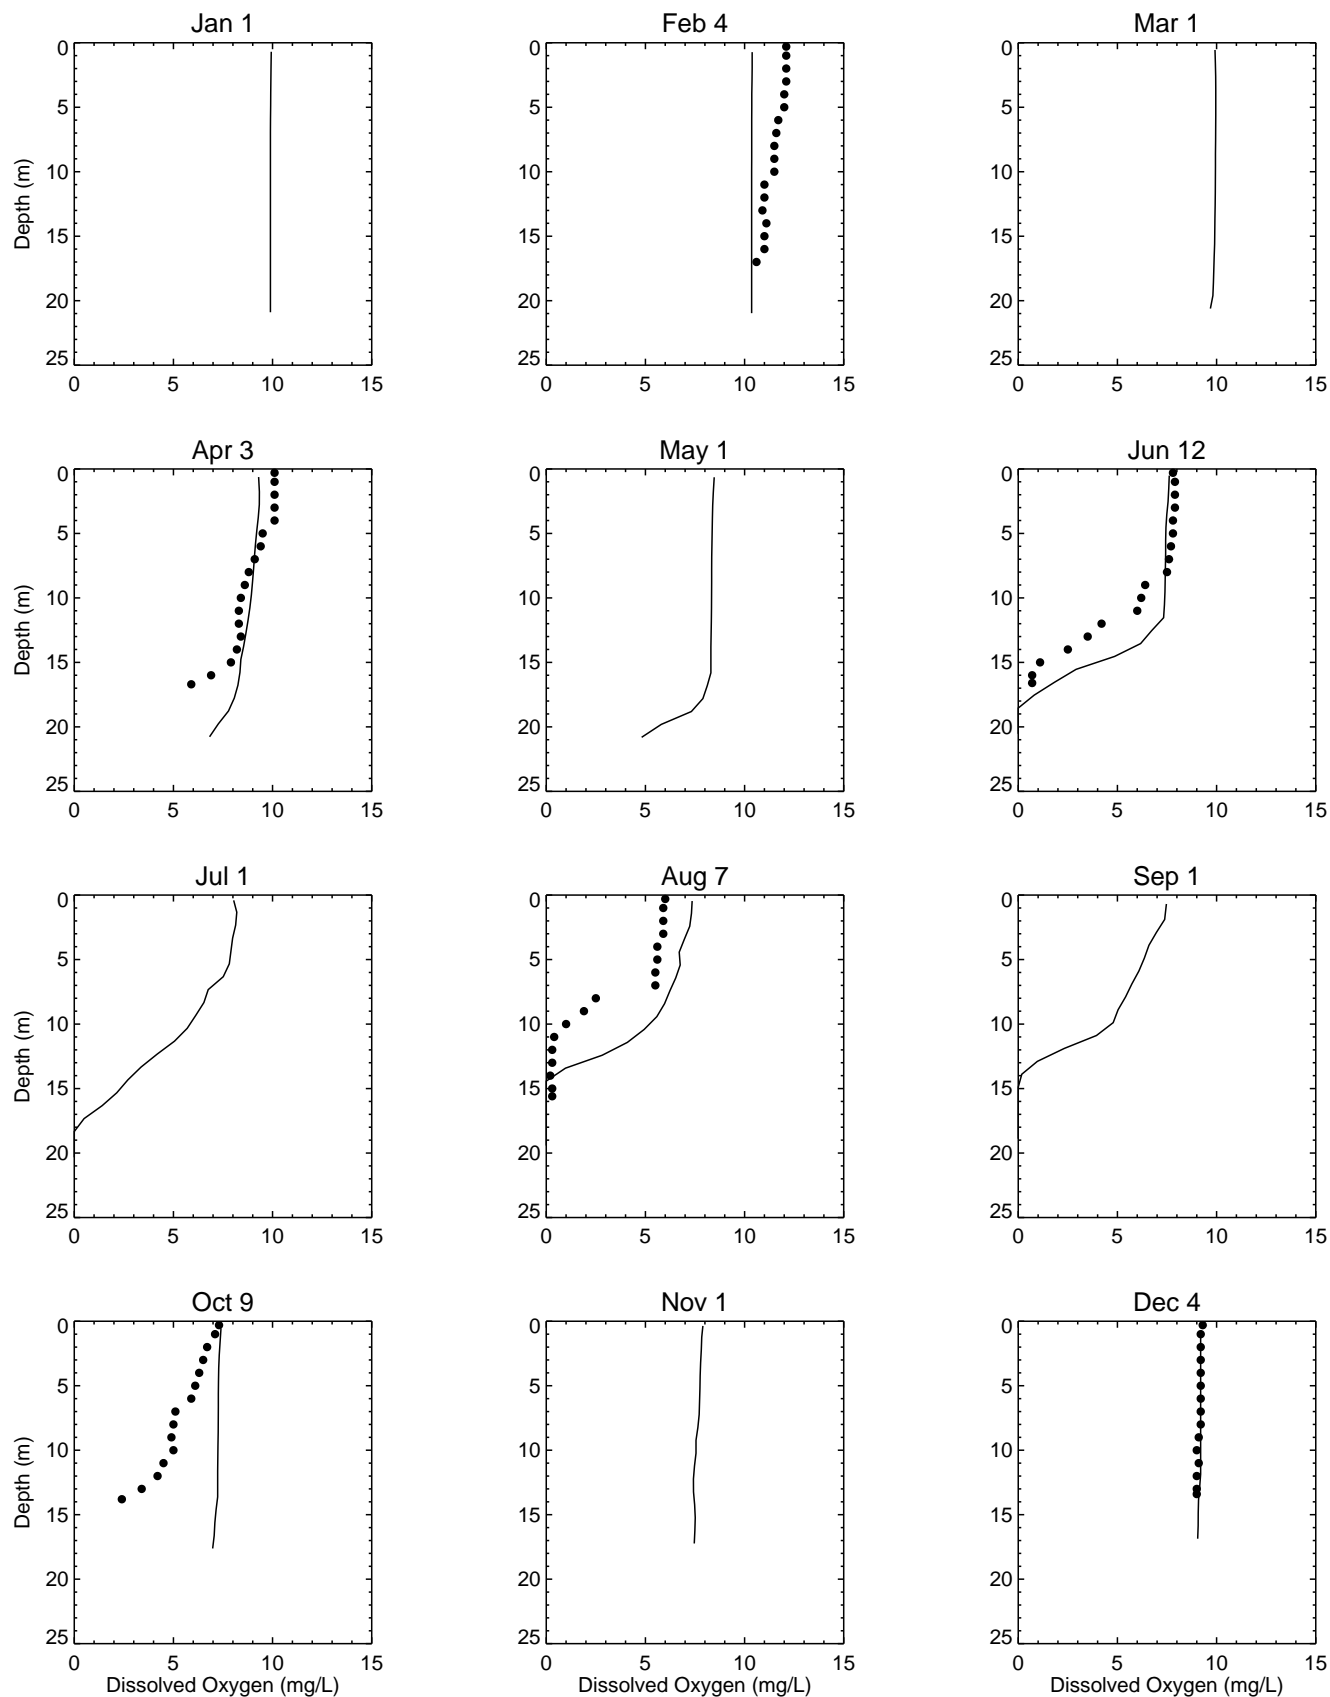 Jan 1 Feb 4 Mar 1
0 0 0
5 5 5
10 10 10
15 15 15
20 20 20
25 25 25
Depth (m)
0 5 10 15 0 5 10 15 0 5 10 15
Apr 3 May 1 Jun 12
0 0 0
5 5 5
10 10 10
15 15 15
20 20 20
25 25 25
Depth (m)
0 5 10 15 0 5 10 15 0 5 10 15
Jul 1 Aug 7 Sep 1
0 0 0
5 5 5
10 10 10
15 15 15
20 20 20
25 25 25
Depth (m)
0 5 10 15 0 5 10 15 0 5 10 15
Oct 9 Nov 1 Dec 4
0 0 0
5 5 5
10 10 10
15 15 15
20 20 20
25 25 25
Depth (m)
0 5 10 15 0 5 10 15 0 5 10 15
Dissolved Oxygen (mg/L) Dissolved Oxygen (mg/L) Dissolved Oxygen (mg/L)